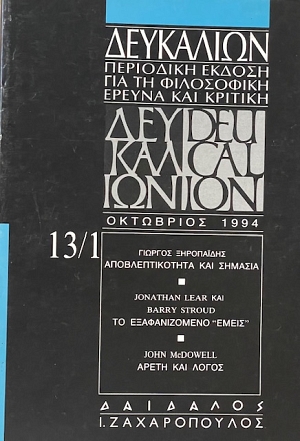 ΔΕΥΚΑΛΙΩΝ
ΠΕΡΙΟΔΙΚΗ ΕΚΔΟΣΗ
ΓΙΑ ΤΗ ΦΙΛΟΣΟΦΙΚΗ
ΕΡΕΥΝΑ ΚΑΙ ΚΡΙΤΙΚΗ
ΔΕΥ DEU
ΚΑΛ CAL
ΙΩΝ ION
ΟΚΤΩΒΡΙΟΣ 1994
13/1
ΓΙΩΡΓΟΣ ΞΗΡΟΠΑΪΔΗΣ
ΑΠΟΒΛΕΠΤΙΚΟΤΗΤΑ ΚΑΙ ΣΗΜΑΣΙΑ
JONATHAN LEAR ΚΑΙ
BARRY STROUD
ΤΟ ΕΞΑΦΑΝΙΖΟΜΕΝΟ "ΕΜΕΙΣ"
JOHN McDOWELL
ΑΡΕΤΗ ΚΑΙ ΛΟΓΟΣ
ΔΑΙΔΑΛΟΣ
Ι.ΖΑΧΑΡΟΠΟΥΛΟΣ